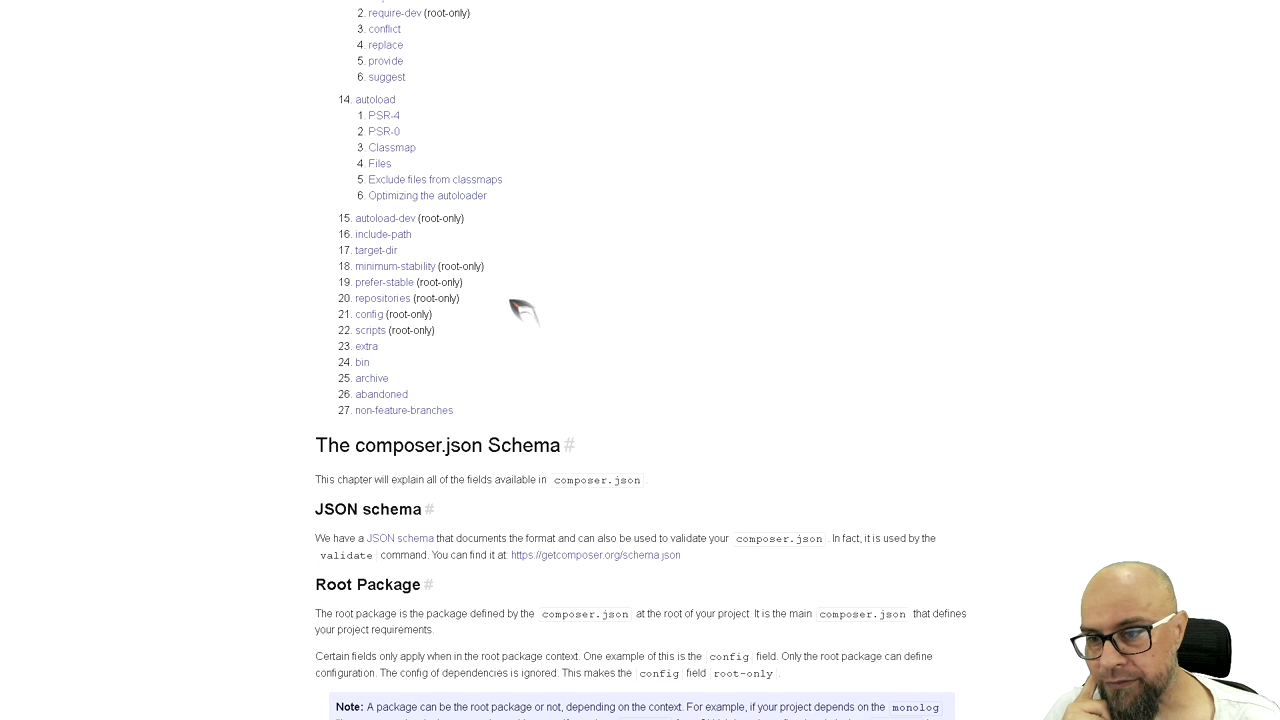 2. require-dev (root-only)
3. conflict
4. replace
5. provide
6. suggest
14. autoload
1. PSR-4
2. PSR-0
3. Classmap
4. Files
5. Exclude files from classmaps
6. Optimizing the autoloader
15. autoload-dev (root-only)
16. include-path
17. target-dir
18. minimum-stability (root-only)
19. prefer-stable (root-only)
20. repositories (root-only)
21. config (root-only)
22. scripts (root-only)
23. extra
24. bin
25. archive
26. abandoned
27. non-feature-branches
The composer.json Schema #
This chapter will explain all of the fields available in composer.json .
JSON schema #
We have a JSON schema that documents the format and can also be used to validate your composer.json . In fact, it is used by the
validate command. You can find it at: https://getcomposer.org/schema.json
Root Package #
The root package is the package defined by the composer.json at the root of your project. It is the main composer.json that defines
your project requirements.
Certain fields only apply when in the root package context. One example of this is the config field. Only the root package can define
configuration. The config of dependencies is ignored. This makes the config field root-only .
Note: A package can be the root package or not, depending on the context. For example, if your project depends on the monolog